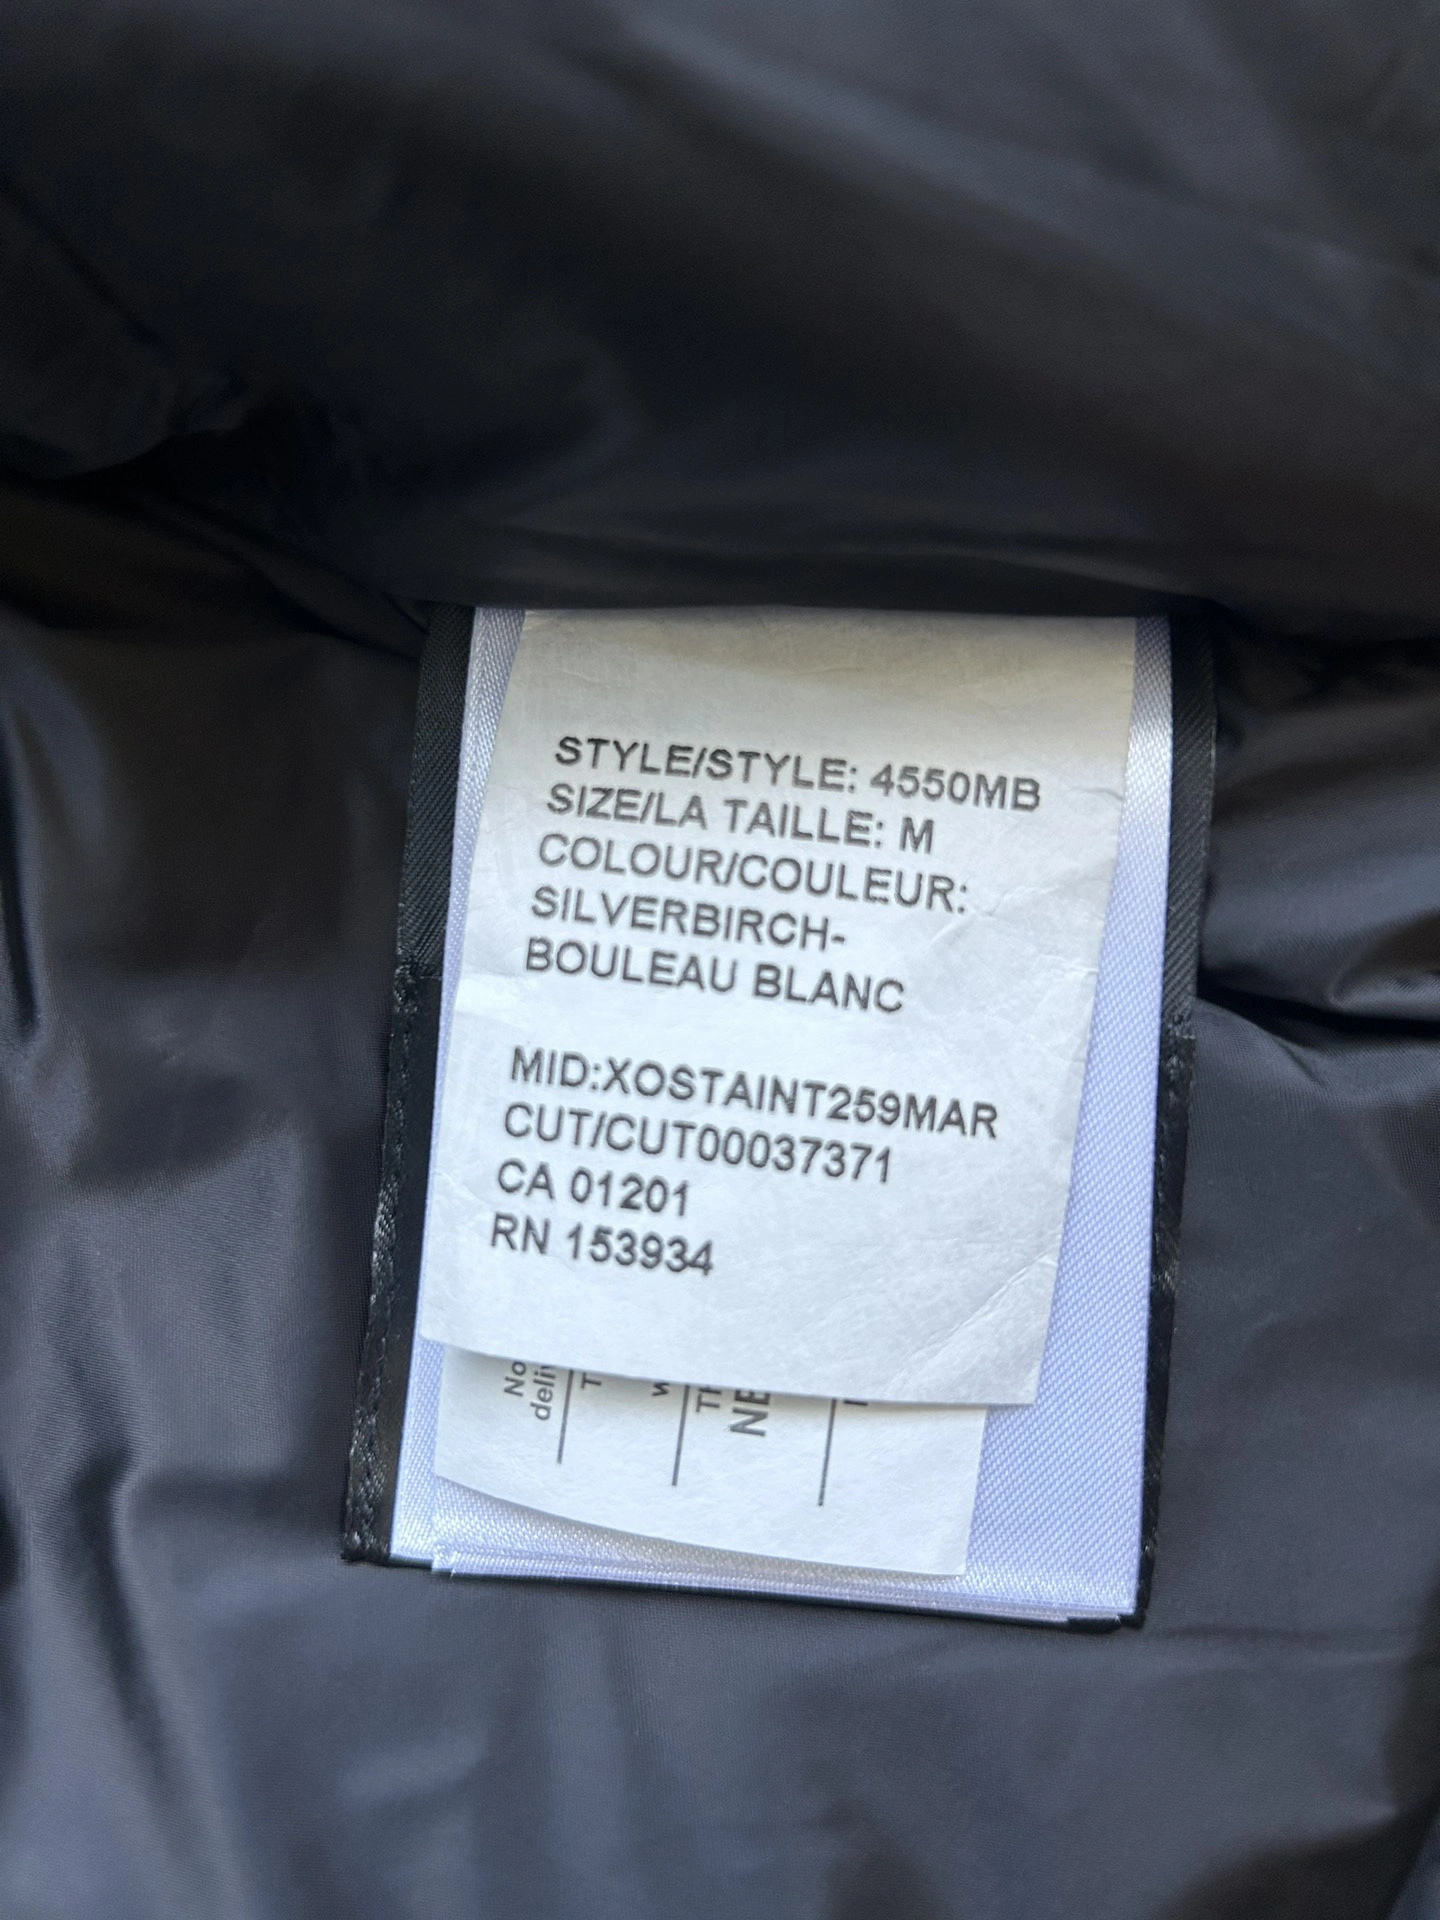 STYLE/STYLE: 4550MB
SIZE/LA TAILLE: M
COLOUR/COULEUR:
SILVERBIRCH-
BOULEAU BLANC
MID:XOSTAINT259MAR
CUT/CUT00037371
CA 01201
RN 153934
No